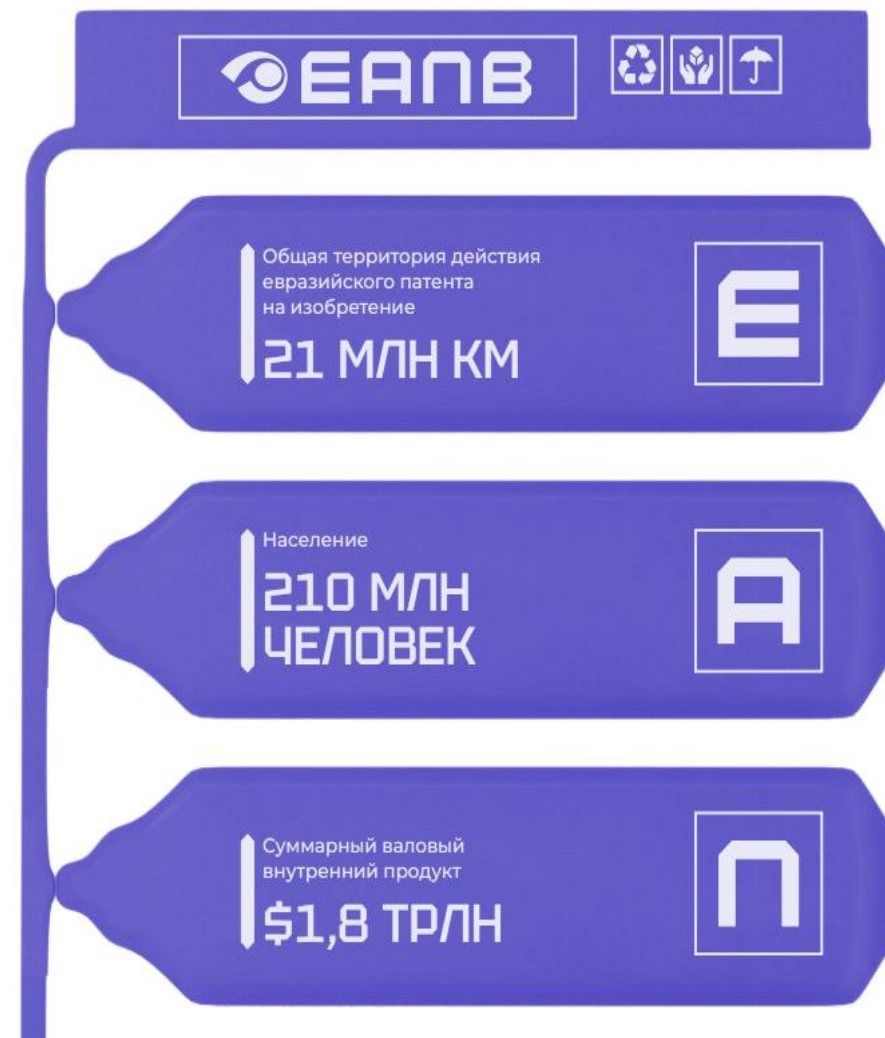 ЕАПВ
Общая территория действия
евразийского патента
на изобретение
21 МЛН КМ
Е
Население
210 МЛН
ЧЕЛОВЕК
А
Суммарный валовый
внутренний продукт
$1,8 ТРЛН
П